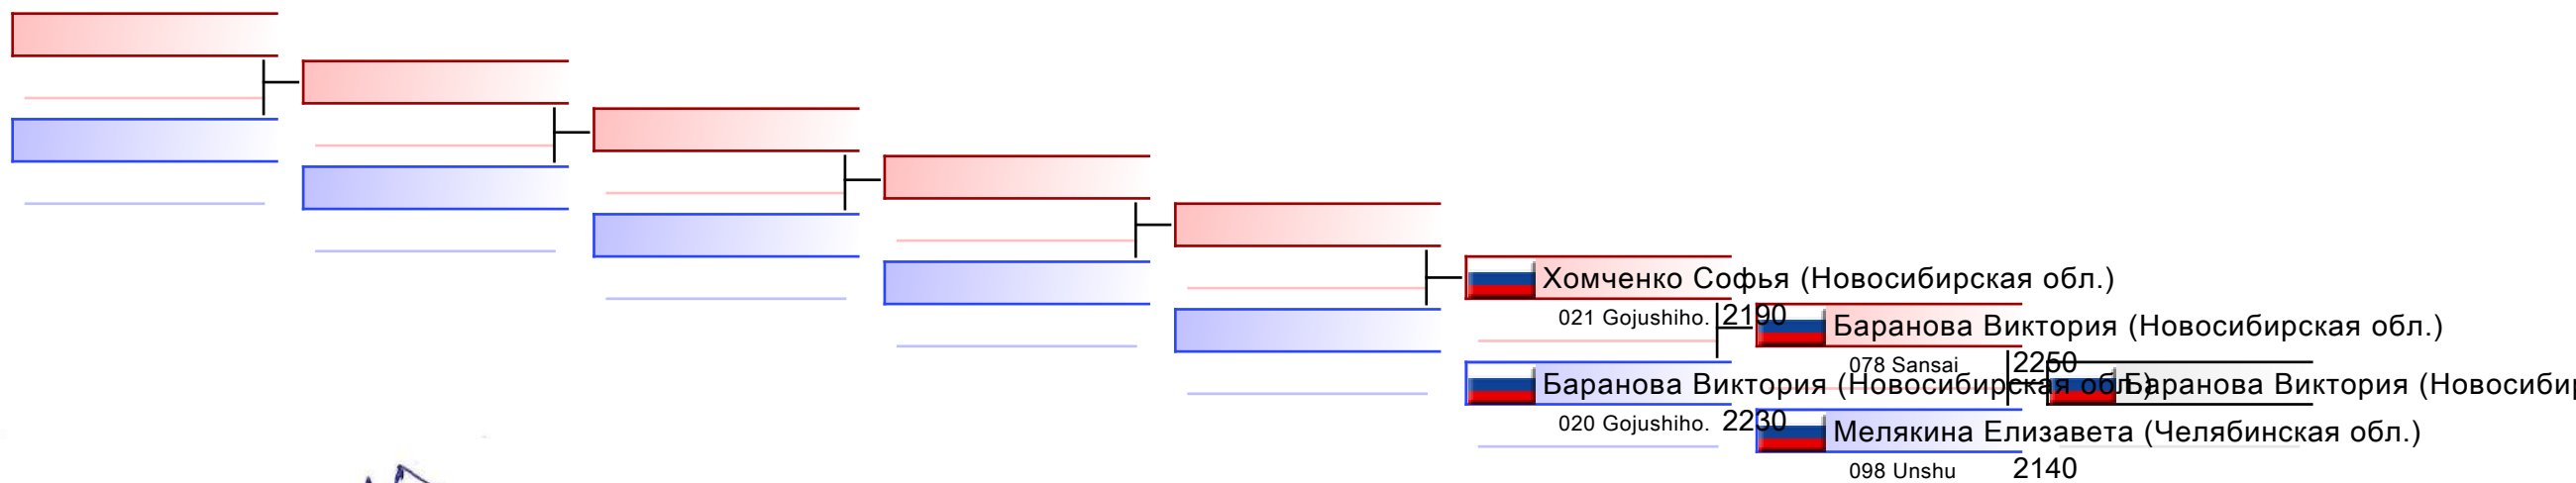 Хомченко Софья (Новосибирская обл.)
021 Gojushiho. 2190
Баранова Виктория (Новосибирская обл.)
078 Sansai 2250
Баранова Виктория (Новосибирская обл.)
Баранова Виктория (Новосибир
020 Gojushiho. 2230
Мелякина Елизавета (Челябинская обл.)
098 Unshu 2140